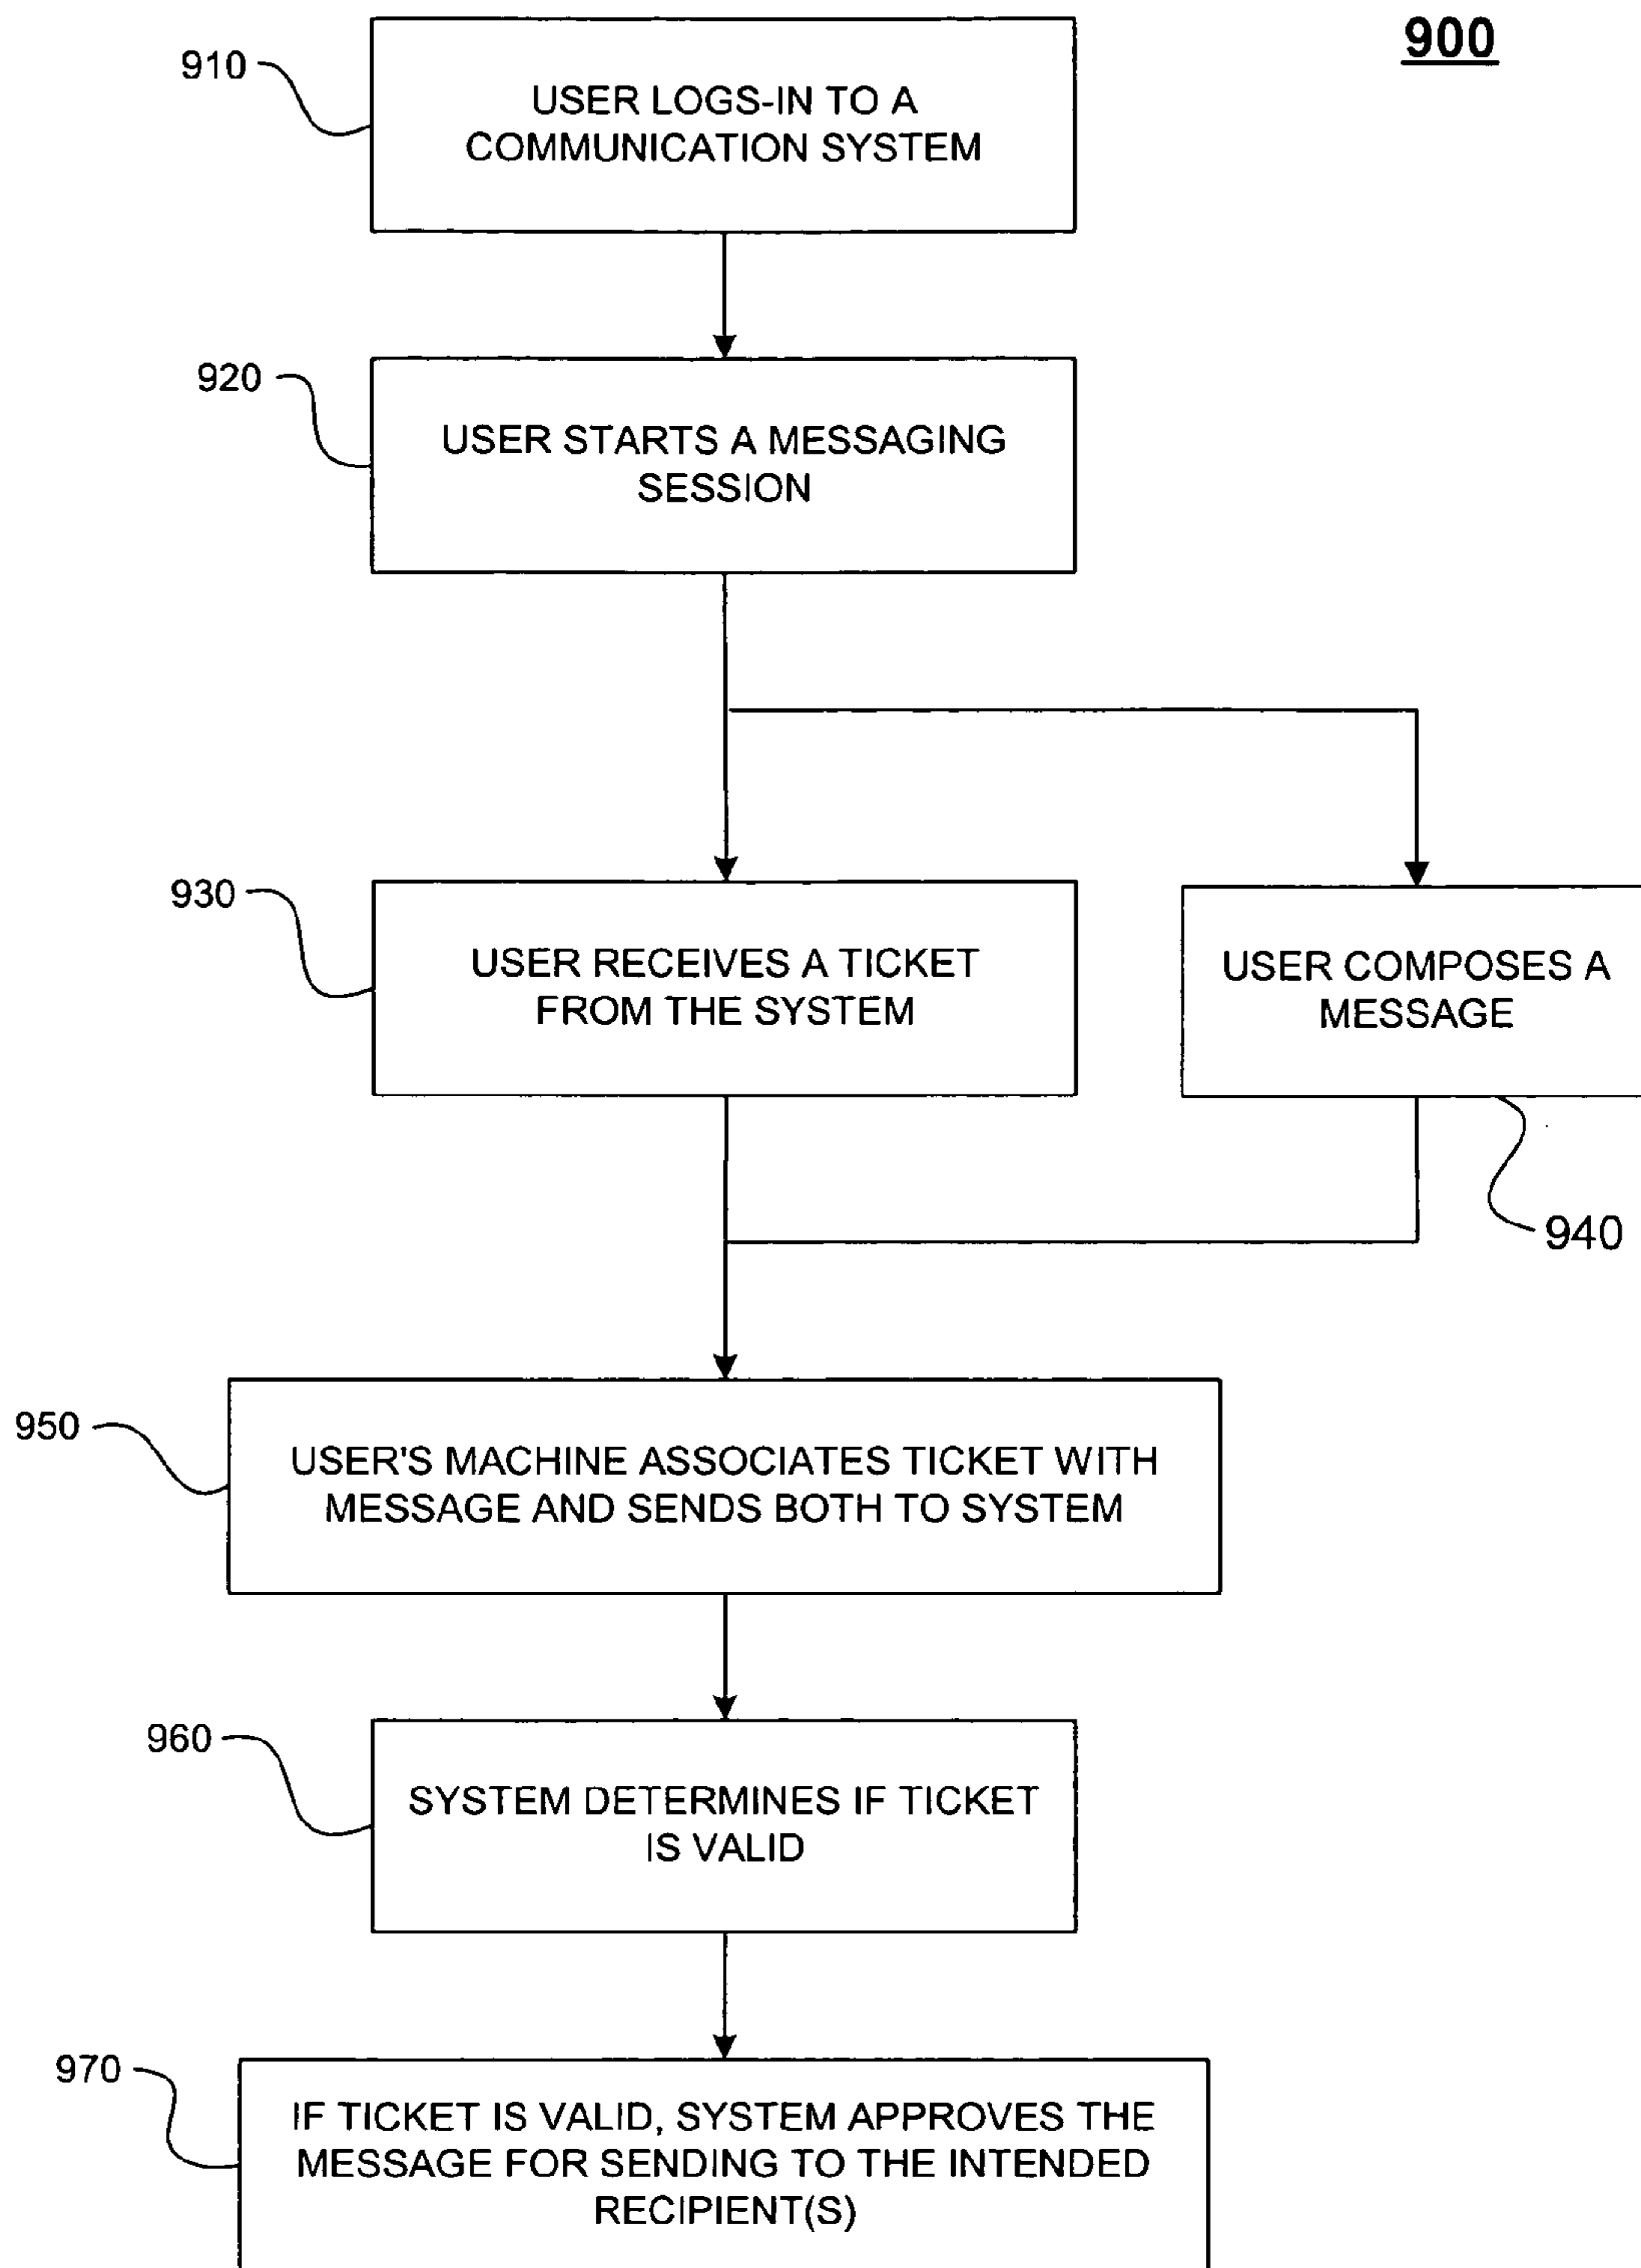 900
910
USER LOGS-IN TO A
COMMUNICATION SYSTEM
920
USER STARTS A MESSAGING
SESSION
930
USER RECEIVES A TICKET
FROM THE SYSTEM
USER COMPOSES A
MESSAGE
940
950
USER'S MACHINE ASSOCIATES TICKET WITH
MESSAGE AND SENDS BOTH TO SYSTEM
960
SYSTEM DETERMINES IF TICKET
IS VALID
970
IF TICKET IS VALID, SYSTEM APPROVES THE
MESSAGE FOR SENDING TO THE INTENDED
RECIPIENT(S)